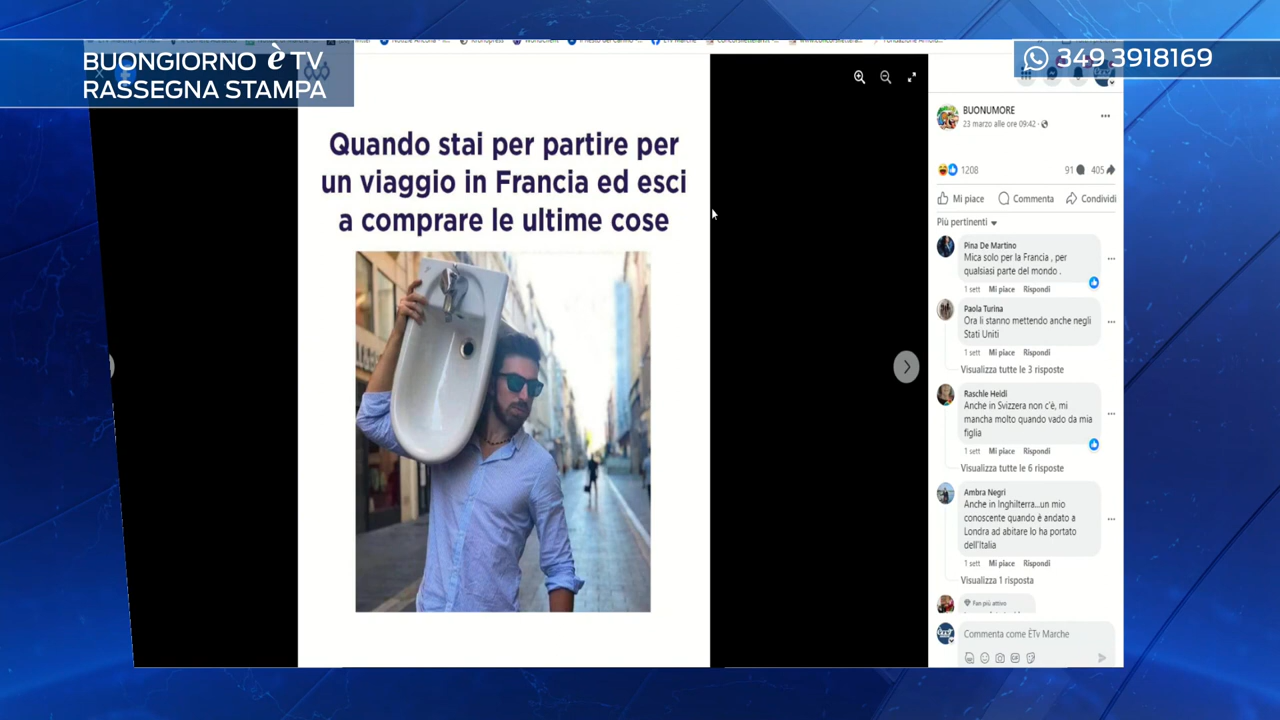 BUONGIORNO è TV
RASSEGNA STAMPA
349 3918169
Quando stai per partire per
un viaggio in Francia ed esci
a comprare le ultime cose
BUONUMORE
23 marzo alle ore 09:42 ·
1208
91
405
Mi piace
Commenta
Condividi
Più pertinenti
Pina De Martino
Mica solo per la Francia , per
qualsiasi parte del mondo .
1 sett Mi piace Rispondi
Paola Turina
Ora li stanno mettendo anche negli
Stati Uniti
1 sett Mi piace Rispondi
Visualizza tutte le 3 risposte
Raschle Heidi
Anche in Svizzera non c'è, mi
mancha molto quando vado da mia
figlia
1 sett Mi piace Rispondi
Visualizza tutte le 6 risposte
Ambra Negri
Anche in Inghilterra...un mio
conoscente quando è andato a
Londra ad abitare lo ha portato
dell'Italia
1 sett Mi piace Rispondi
Visualizza 1 risposta
Fan più attivo
Commenta come ÈTv Marche